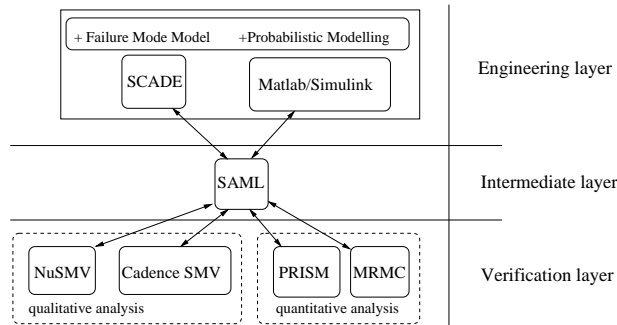 + Failure Mode Model +Probabilistic Modelling
SCADE
Matlab/Simulink
Engineering layer
SAML
Intermediate layer
NuSMV
Cadence SMV
PRISM
MRMC
Verification layer
qualitative analysis
quantitative analysis